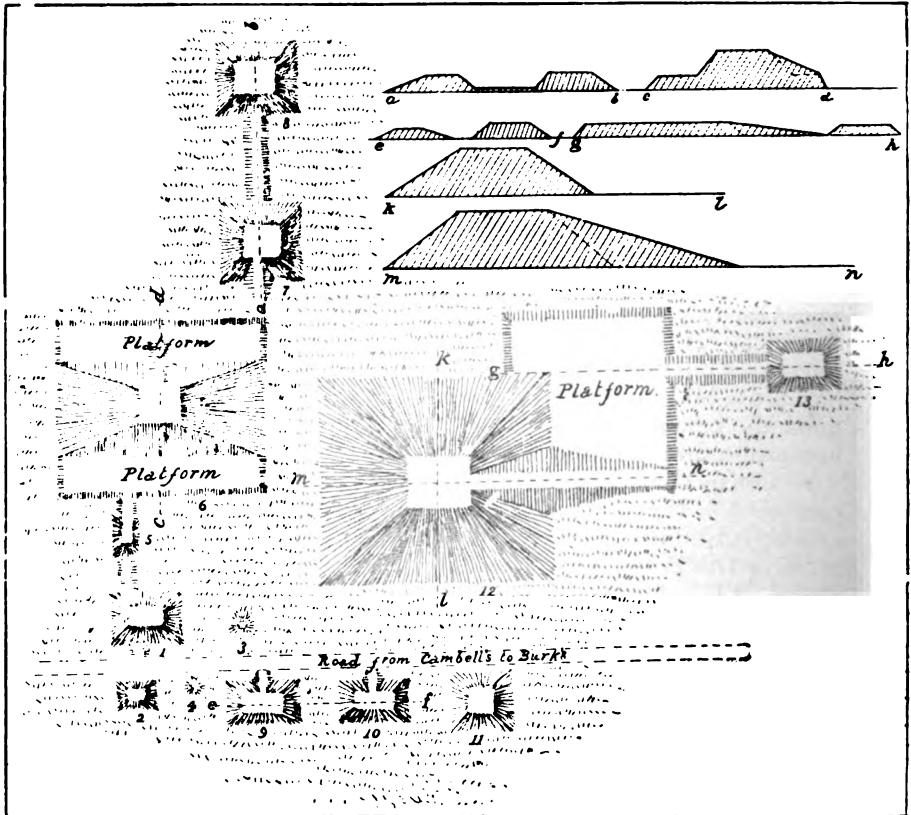 b
8
a b c d
e f g h
k l
m n
7
d
a
Platform
k
g
Platform
h
13
Platform
m
n
6
c
5
l
12
1
3
Road from Cambell's to Burk's
2
4
e
9
10
f
11